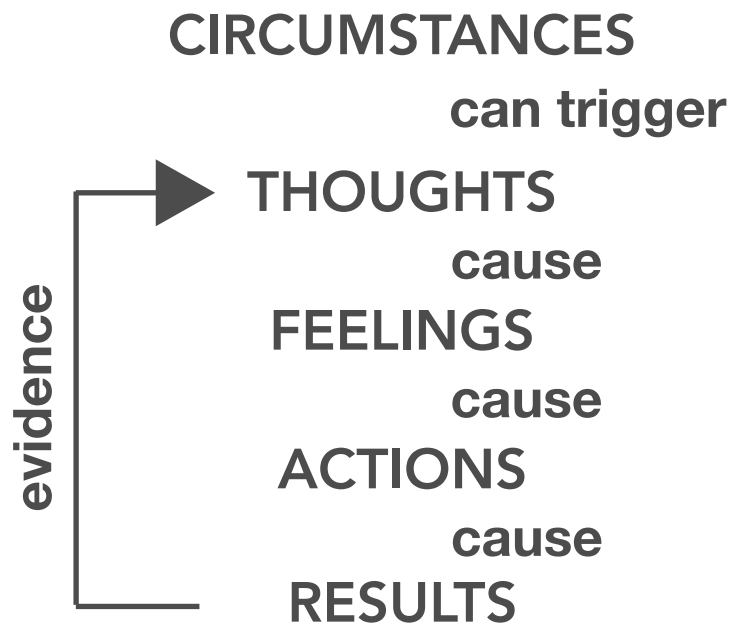 CIRCUMSTANCES
can trigger
THOUGHTS
cause
FEELINGS
cause
ACTIONS
cause
RESULTS
evidence